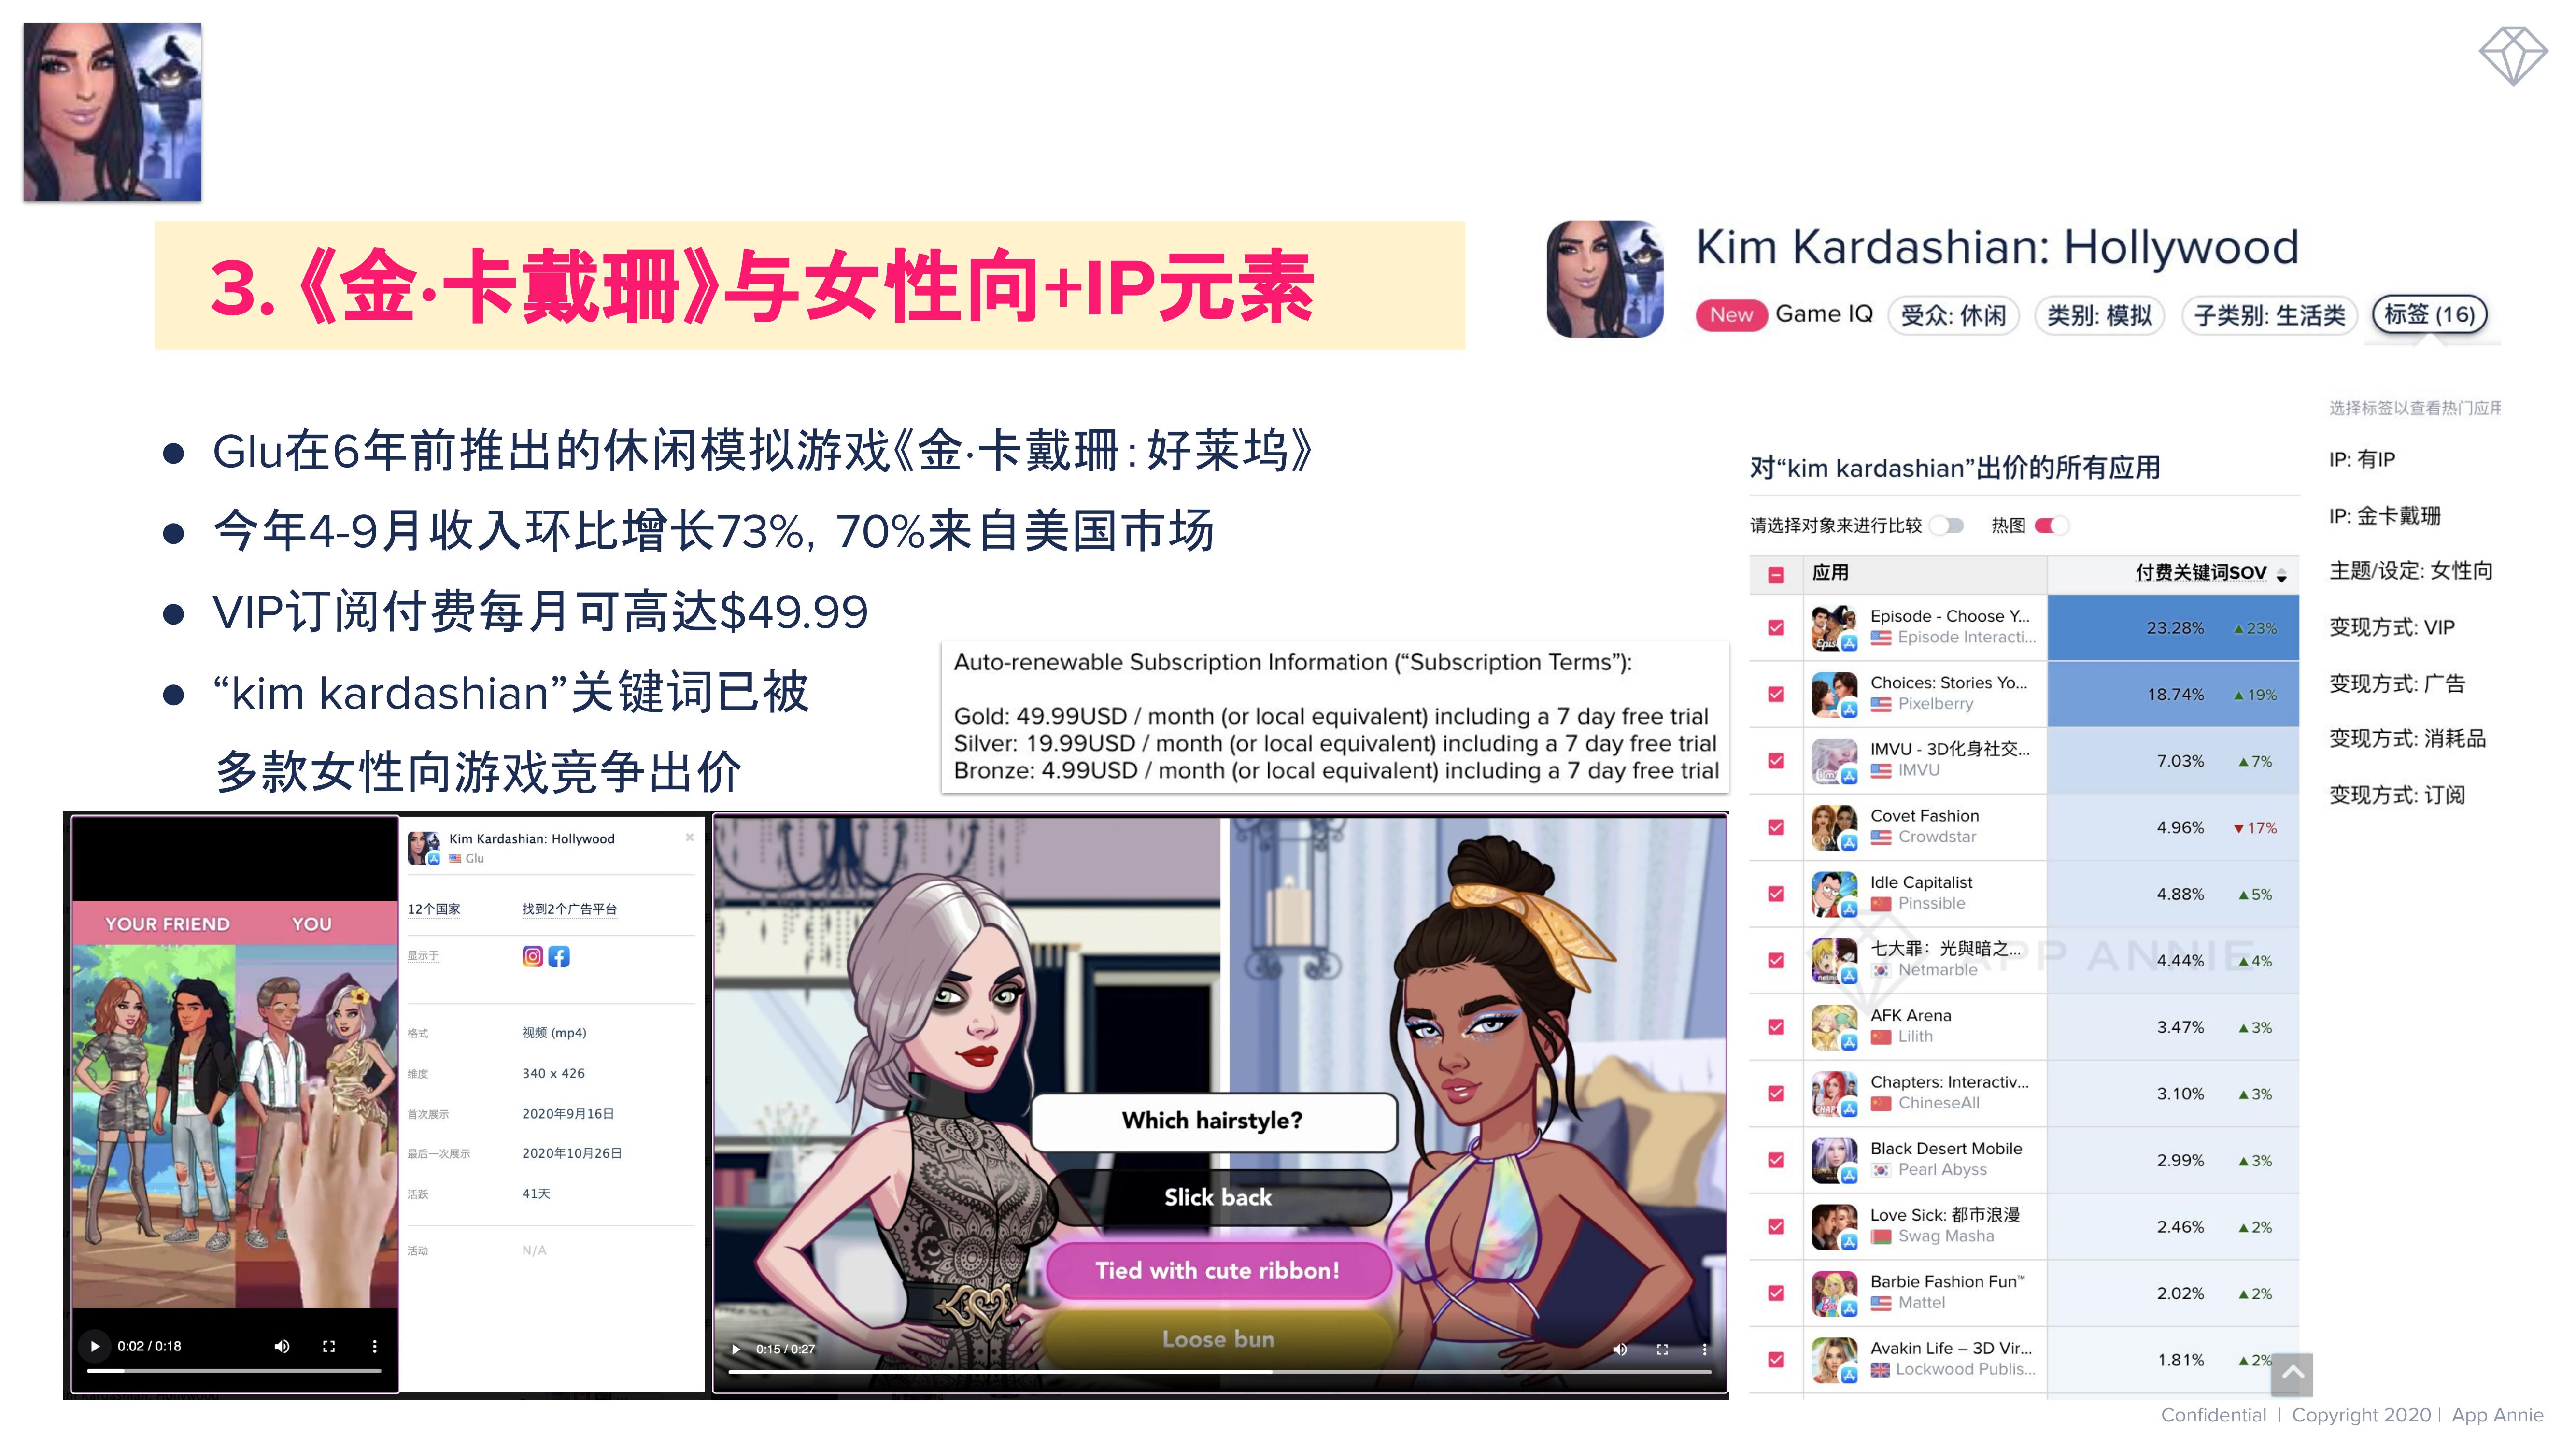 3.《金·卡戴珊》与女性向+IP元素
Glu在6年前推出的休闲模拟游戏《金·卡戴珊:好莱坞》
今年4-9月收入环比增长73%, 70%来自美国市场
VIP订阅付费每月可高达$49.99
“kim kardashian”关键词已被
多款女性向游戏竞争出价
Auto-renewable Subscription Information (“Subscription Terms”):
Gold: 49.99USD / month (or local equivalent) including a 7 day free trial
Silver: 19.99USD / month (or local equivalent) including a 7 day free trial
Bronze: 4.99USD / month (or local equivalent) including a 7 day free trial
YOUR FRIEND YOU
0:02 / 0:18
Kim Kardashian: Hollywood
Glu
12个国家 找到2个广告平台
显示于
格式 视频 (mp4)
维度 340 x 426
首次展示 2020年9月16日
最后一次展示 2020年10月26日
活跃 41天
活动 N/A
Which hairstyle?
Slick back
Tied with cute ribbon!
Loose bun
0:15 / 0:27
Kim Kardashian: Hollywood
New Game IQ 受众: 休闲 类别: 模拟 子类别: 生活类 标签 (16)
对“kim kardashian”出价的所有应用
请选择对象来进行比较 热图
应用 付费关键词SOV
Episode - Choose Y... 23.28% ▲23%
Episode Interacti...
Choices: Stories Yo... 18.74% ▲19%
Pixelberry
IMVU - 3D化身社交... 7.03% ▲7%
IMVU
Covet Fashion 4.96% ▼17%
Crowdstar
Idle Capitalist 4.88% ▲5%
Pinssible
七大罪：光與暗之... 4.44% ▲4%
Netmarble
AFK Arena 3.47% ▲3%
Lilith
Chapters: Interactiv... 3.10% ▲3%
ChineseAll
Black Desert Mobile 2.99% ▲3%
Pearl Abyss
Love Sick: 都市浪漫 2.46% ▲2%
Swag Masha
Barbie Fashion Fun™ 2.02% ▲2%
Mattel
Avakin Life – 3D Vir... 1.81% ▲2%
Lockwood Publis...
APP ANNIE
选择标签以查看热门应用
IP: 有IP
IP: 金卡戴珊
主题/设定: 女性向
变现方式: VIP
变现方式: 广告
变现方式: 消耗品
变现方式: 订阅
Confidential | Copyright 2020 | App Annie